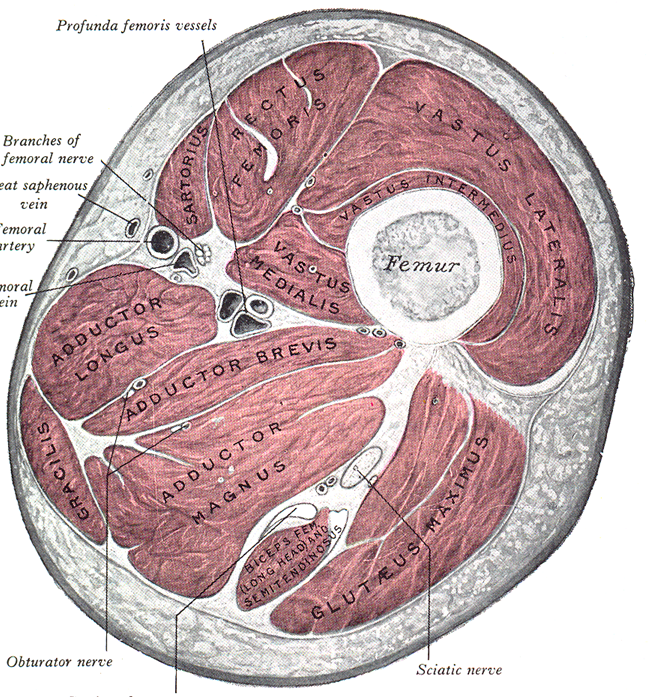 Profunda femoris vessels
Branches of
femoral nerve
eat saphenous
vein
Femoral
artery
moral
ein
RECTUS
FEMORIS
SARTORIUS
VASTUS LATERALIS
VASTUS INTERMEDIUS
VASTUS
MEDIALIS
Femur
ADDUCTOR
LONGUS
ADDUCTOR BREVIS
ADDUCTOR
MAGNUS
GRACILIS
BICEPS FEM.
(LONG HEAD) AND
SEMITENDINOSUS
GLUTÆUS MAXIMUS
Obturator nerve
Sciatic nerve